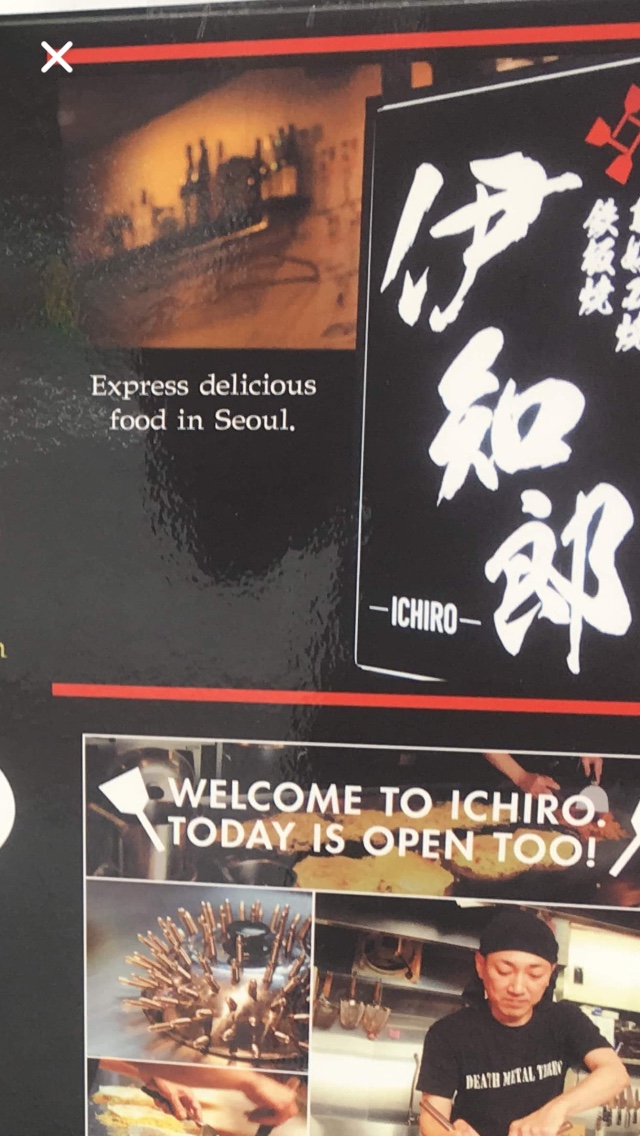 Express delicious
food in Seoul.
伊知郎
鉄板焼
ICHIRO
WELCOME TO ICHIRO.
TODAY IS OPEN TOO!
DEATH METAL